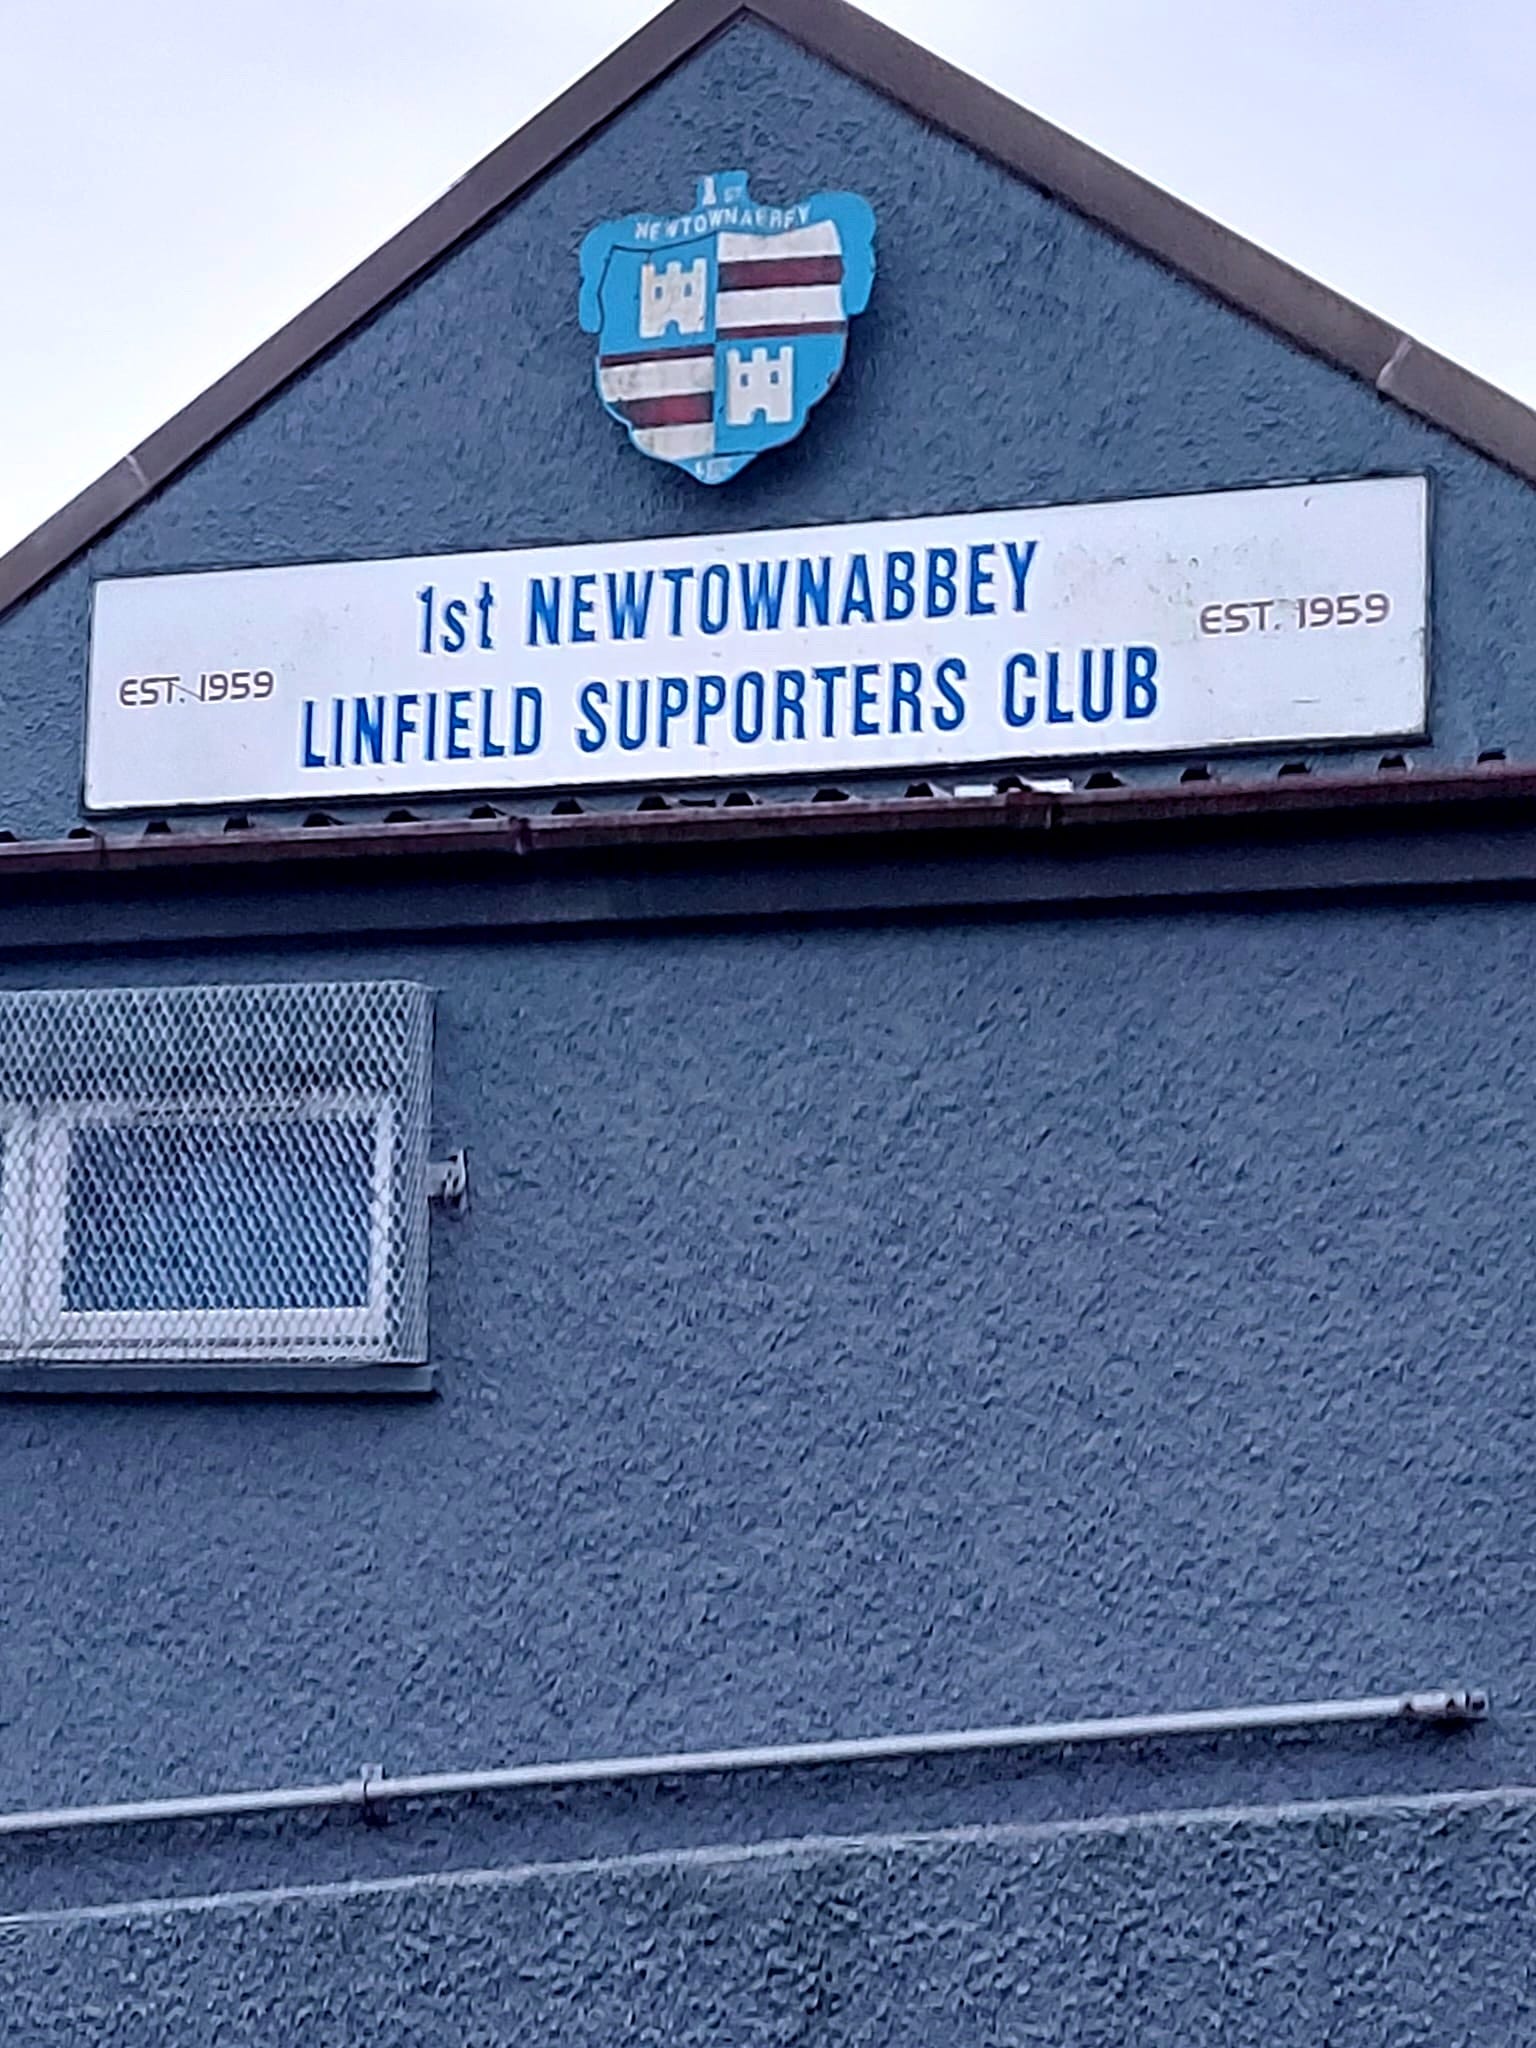 1st
NEWTOWNABBEY
1st NEWTOWNABBEY
EST. 1959
LINFIELD SUPPORTERS CLUB
EST. 1959